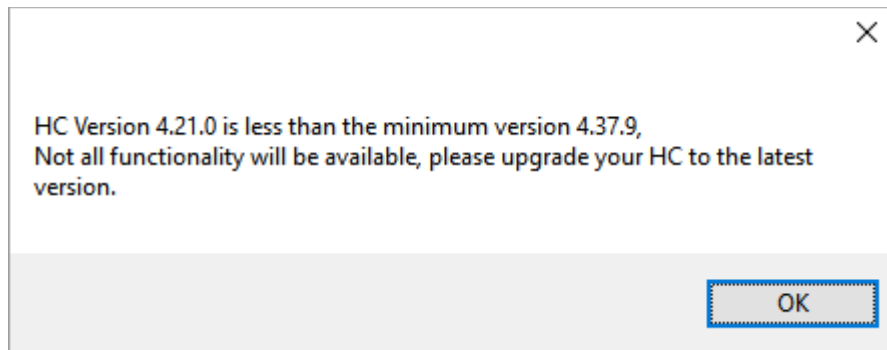 HC Version 4.21.0 is less than the minimum version 4.37.9,
Not all functionality will be available, please upgrade your HC to the latest
version.
OK